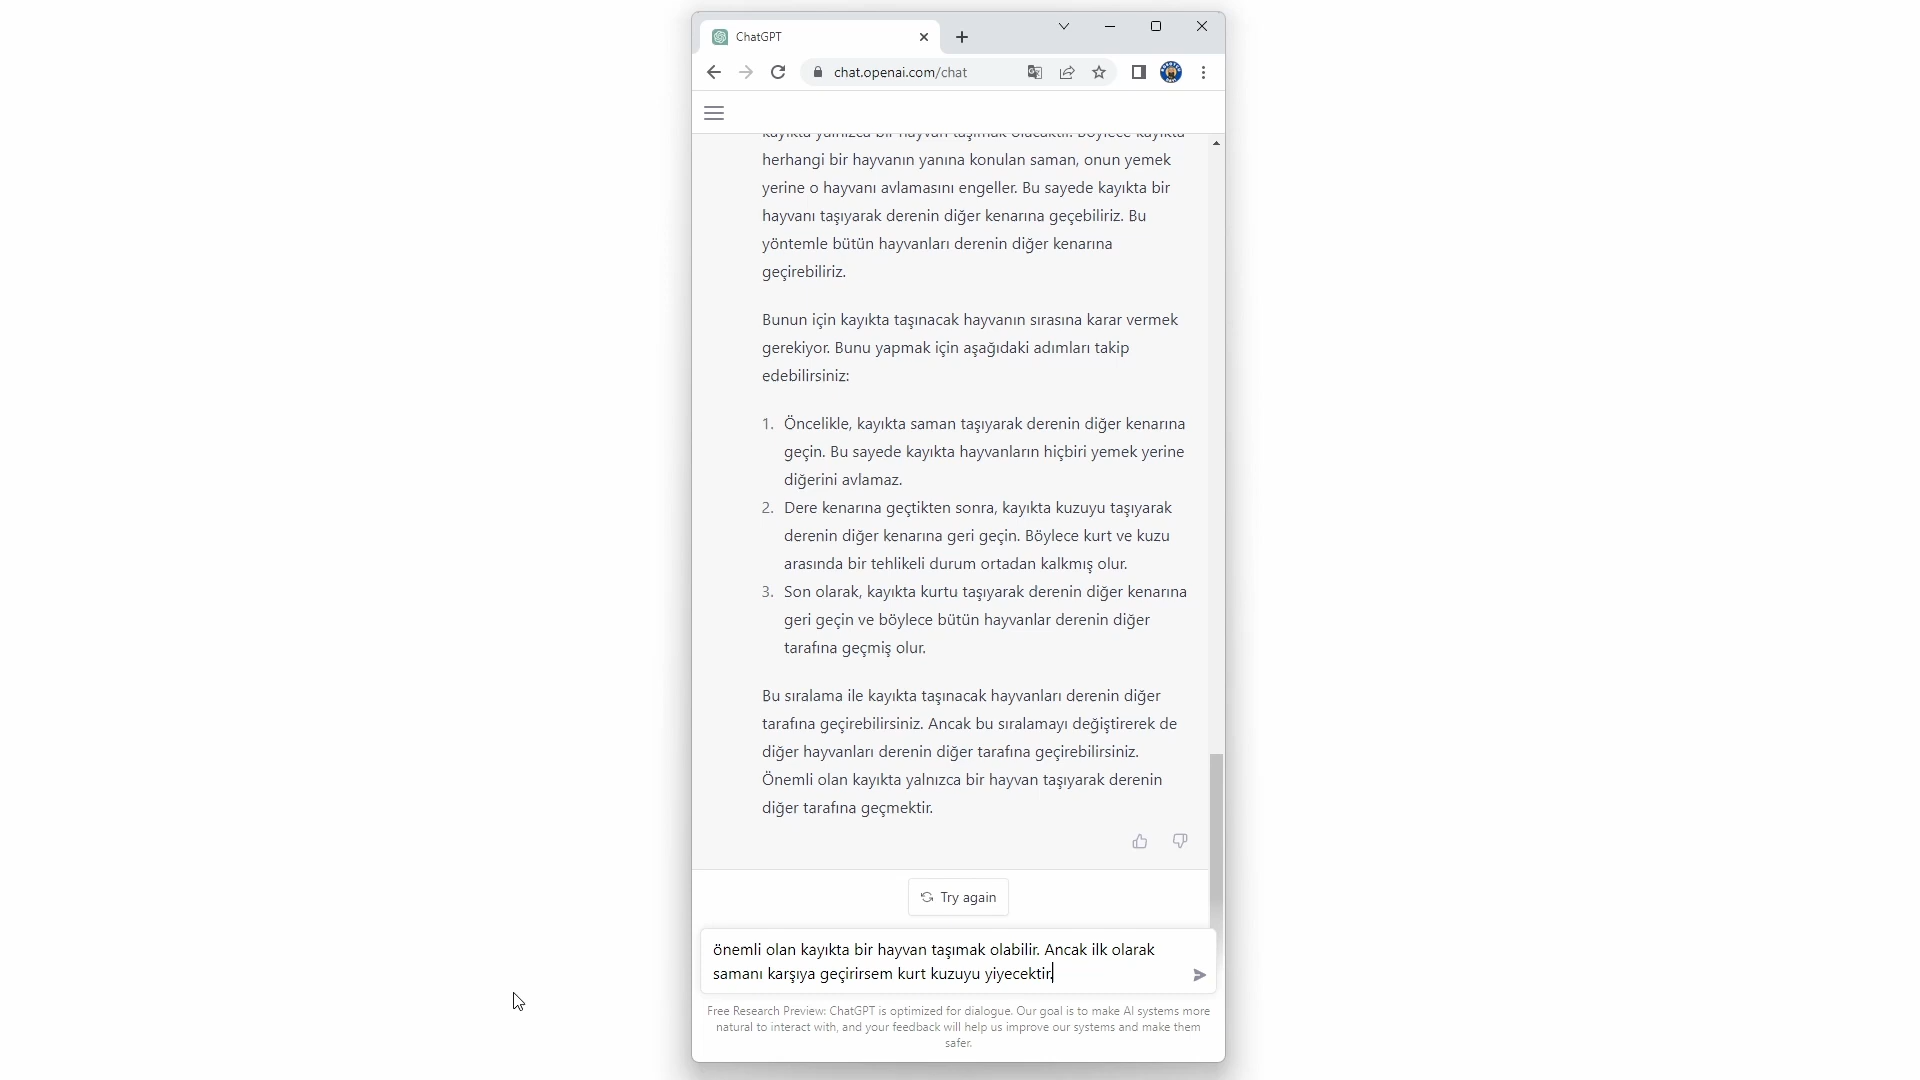 ChatGPT
chat.openai.com/chat
kayıkta yalnızca bir hayvan taşımak olacaktır. Böylece kayıkta
herhangi bir hayvanın yanına konulan saman, onun yemek
yerine o hayvanı avlamasını engeller. Bu sayede kayıkta bir
hayvanı taşıyarak derenin diğer kenarına geçebiliriz. Bu
yöntemle bütün hayvanları derenin diğer kenarına
geçirebiliriz.
Bunun için kayıkta taşınacak hayvanın sırasına karar vermek
gerekiyor. Bunu yapmak için aşağıdaki adımları takip
edebilirsiniz:
1. Öncelikle, kayıkta saman taşıyarak derenin diğer kenarına
geçin. Bu sayede kayıkta hayvanların hiçbiri yemek yerine
diğerini avlamaz.
2. Dere kenarına geçtikten sonra, kayıkta kuzuyu taşıyarak
derenin diğer kenarına geri geçin. Böylece kurt ve kuzu
arasında bir tehlikeli durum ortadan kalkmış olur.
3. Son olarak, kayıkta kurtu taşıyarak derenin diğer kenarına
geri geçin ve böylece bütün hayvanlar derenin diğer
tarafına geçmiş olur.
Bu sıralama ile kayıkta taşınacak hayvanları derenin diğer
tarafına geçirebilirsiniz. Ancak bu sıralamayı değiştirerek de
diğer hayvanları derenin diğer tarafına geçirebilirsiniz.
Önemli olan kayıkta yalnızca bir hayvan taşıyarak derenin
diğer tarafına geçmektir.
Try again
önemli olan kayıkta bir hayvan taşımak olabilir. Ancak ilk olarak
samanı karşıya geçirirsem kurt kuzuyu yiyecektir.
Free Research Preview: ChatGPT is optimized for dialogue. Our goal is to make AI systems more
natural to interact with, and your feedback will help us improve our systems and make them
safer.